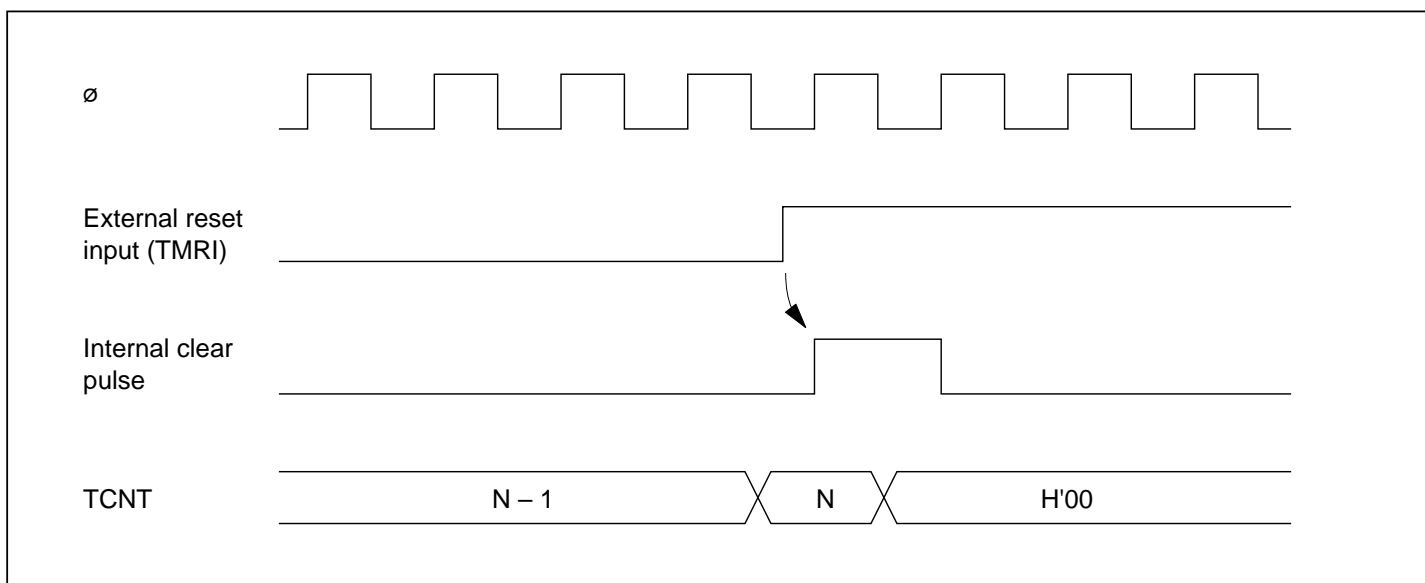 ø
External reset
input (TMRI)
Internal clear
pulse
TCNT
N – 1
N
H'00